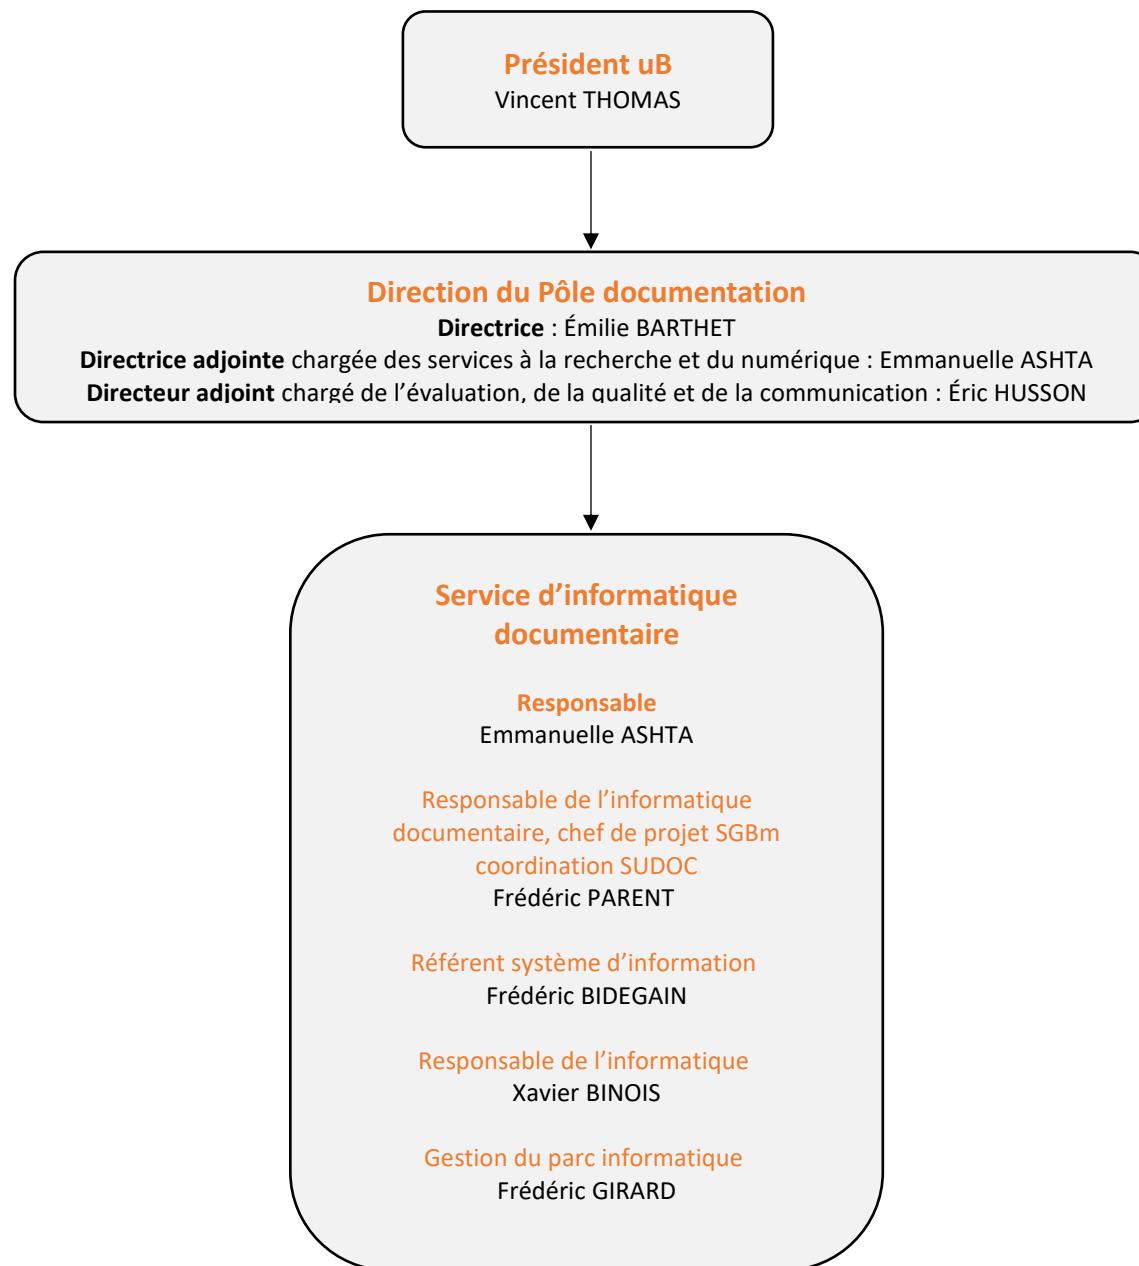 Président uB
Vincent THOMAS
Direction du Pôle documentation
Directrice : Émilie BARTHET
Directrice adjointe chargée des services à la recherche et du numérique : Emmanuelle ASHTA
Directeur adjoint chargé de l’évaluation, de la qualité et de la communication : Éric HUSSON
Service d’informatique
documentaire
Responsable
Emmanuelle ASHTA
Responsable de l’informatique
documentaire, chef de projet SGBm
coordination SUDOC
Frédéric PARENT
Référent système d’information
Frédéric BIDEGAIN
Responsable de l’informatique
Xavier BINOIS
Gestion du parc informatique
Frédéric GIRARD